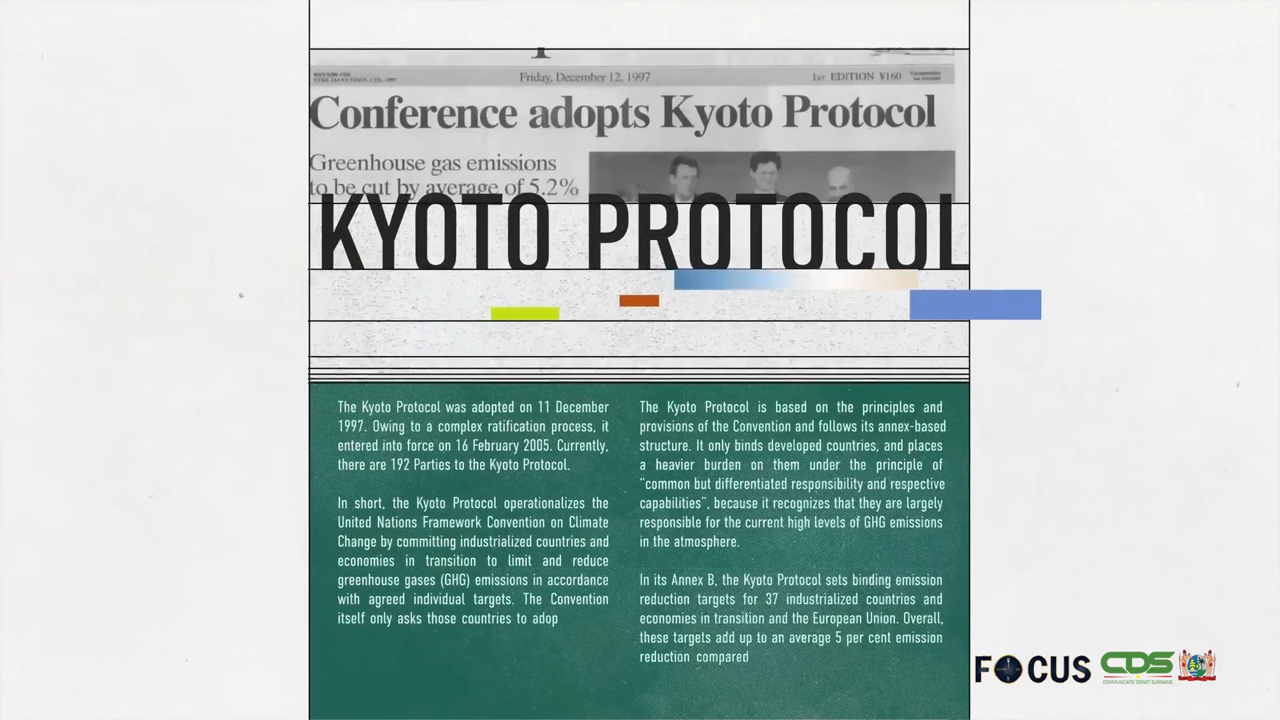 Friday, December 12, 1997
1ST EDITION ¥160
Conference adopts Kyoto Protocol
Greenhouse gas emissions
to be cut by average of 5.2%
KYOTO PROTOCOL
The Kyoto Protocol was adopted on 11 December
1997. Owing to a complex ratification process, it
entered into force on 16 February 2005. Currently,
there are 192 Parties to the Kyoto Protocol.
In short, the Kyoto Protocol operationalizes the
United Nations Framework Convention on Climate
Change by committing industrialized countries and
economies in transition to limit and reduce
greenhouse gases (GHG) emissions in accordance
with agreed individual targets. The Convention
itself only asks those countries to adop
The Kyoto Protocol is based on the principles and
provisions of the Convention and follows its annex-based
structure. It only binds developed countries, and places
a heavier burden on them under the principle of
“common but differentiated responsibility and respective
capabilities”, because it recognizes that they are largely
responsible for the current high levels of GHG emissions
in the atmosphere.
In its Annex B, the Kyoto Protocol sets binding emission
reduction targets for 37 industrialized countries and
economies in transition and the European Union. Overall,
these targets add up to an average 5 per cent emission
reduction compared
FOCUS
CDS
COMMUNICATIE DIENST SURINAME